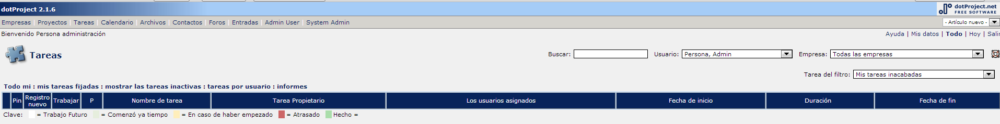 dotProject 2.1.6
dotProject.net
FREE SOFTWARE
Empresas | Proyectos | Tareas | Calendario | Archivos | Contactos | Foros | Entradas | Admin User | System Admin
- Artículo nuevo -
Bienvenido Persona administración
Ayuda | Mis datos | Todo | Hoy | Salir
Tareas
Buscar:
Usuario: Persona, Admin
Empresa: Todas las empresas
Tarea del filtro: Mis tareas inacabadas
Todo mi : mis tareas fijadas : mostrar las tareas inactivas : tareas por usuario : informes
Pin Registro nuevo Trabajar P Nombre de tarea Tarea Propietario Los usuarios asignados Fecha de inicio Duración Fecha de fin
Clave: = Trabajo Futuro = Comenzó ya tiempo = En caso de haber empezado = Atrasado Hecho =